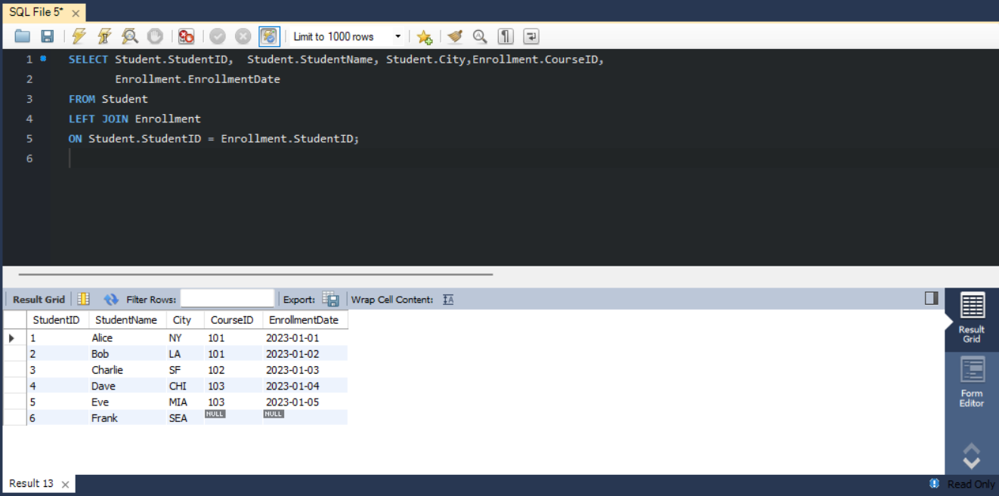 SQL File 5*
Limit to 1000 rows
1 SELECT Student.StudentID,  Student.StudentName, Student.City,Enrollment.CourseID,
2 Enrollment.EnrollmentDate
3 FROM Student
4 LEFT JOIN Enrollment
5 ON Student.StudentID = Enrollment.StudentID;
6
Result Grid Filter Rows: Export: Wrap Cell Content:
StudentID StudentName City CourseID EnrollmentDate
1 Alice NY 101 2023-01-01
2 Bob LA 101 2023-01-02
3 Charlie SF 102 2023-01-03
4 Dave CHI 103 2023-01-04
5 Eve MIA 103 2023-01-05
6 Frank SEA NULL NULL
Result
Grid
Form
Editor
Result 13
Read Only